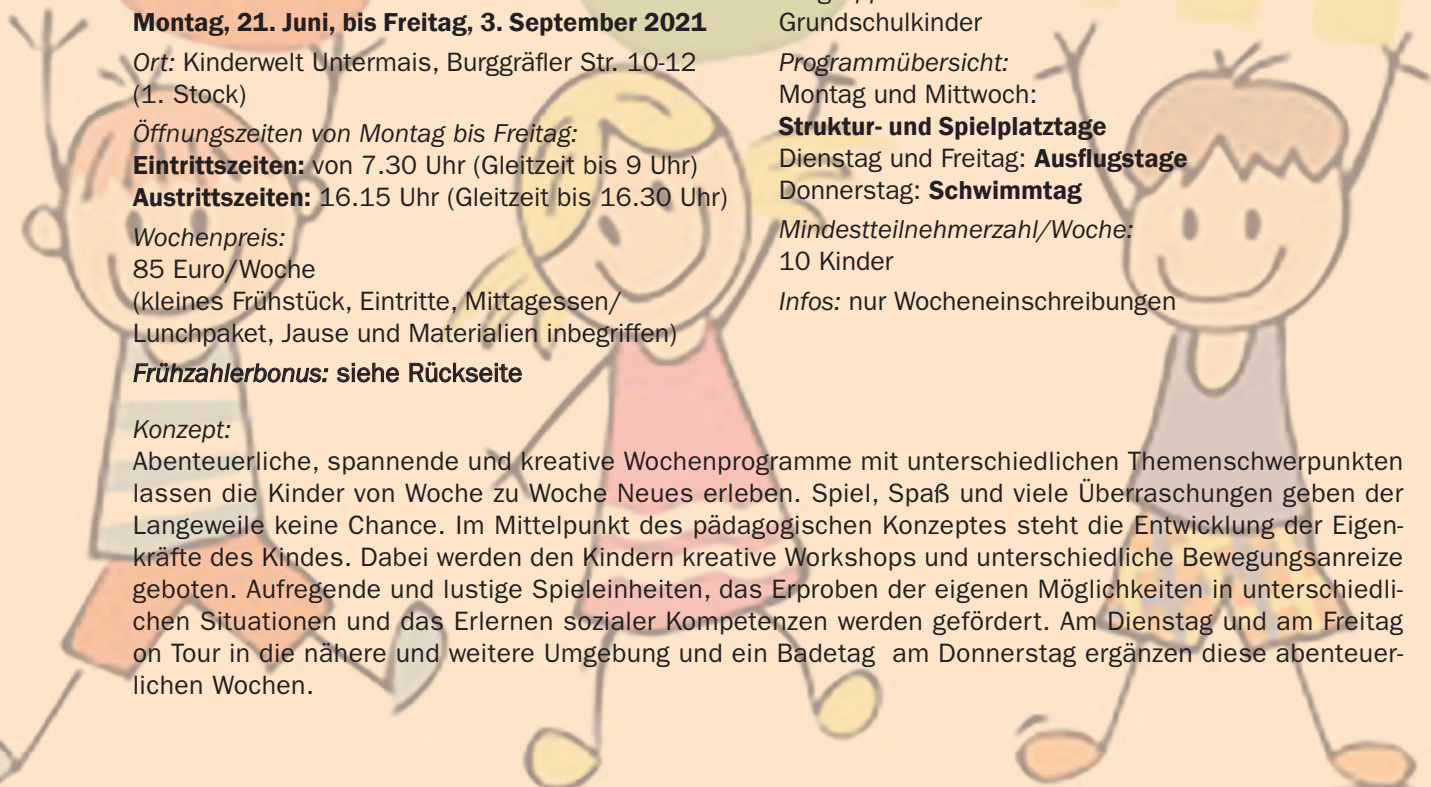 Montag, 21. Juni, bis Freitag, 3. September 2021
Ort: Kinderwelt Untermais, Burggräfler Str. 10-12
(1. Stock)
Öffnungszeiten von Montag bis Freitag:
Eintrittszeiten: von 7.30 Uhr (Gleitzeit bis 9 Uhr)
Austrittszeiten: 16.15 Uhr (Gleitzeit bis 16.30 Uhr)
Wochenpreis:
85 Euro/Woche
(kleines Frühstück, Eintritte, Mittagessen/
Lunchpaket, Jause und Materialien inbegriffen)
Frühzahlerbonus: siehe Rückseite
Grundschulkinder
Programmübersicht:
Montag und Mittwoch:
Struktur- und Spielplatztage
Dienstag und Freitag: Ausflugstage
Donnerstag: Schwimmtag
Mindestteilnehmerzahl/Woche:
10 Kinder
Infos: nur Wocheneinschreibungen
Konzept:
Abenteuerliche, spannende und kreative Wochenprogramme mit unterschiedlichen Themenschwerpunkten
lassen die Kinder von Woche zu Woche Neues erleben. Spiel, Spaß und viele Überraschungen geben der
Langeweile keine Chance. Im Mittelpunkt des pädagogischen Konzeptes steht die Entwicklung der Eigen-
kräfte des Kindes. Dabei werden den Kindern kreative Workshops und unterschiedliche Bewegungsanreize
geboten. Aufregende und lustige Spieleinheiten, das Erproben der eigenen Möglichkeiten in unterschiedli-
chen Situationen und das Erlernen sozialer Kompetenzen werden gefördert. Am Dienstag und am Freitag
on Tour in die nähere und weitere Umgebung und ein Badetag am Donnerstag ergänzen diese abenteuer-
lichen Wochen.